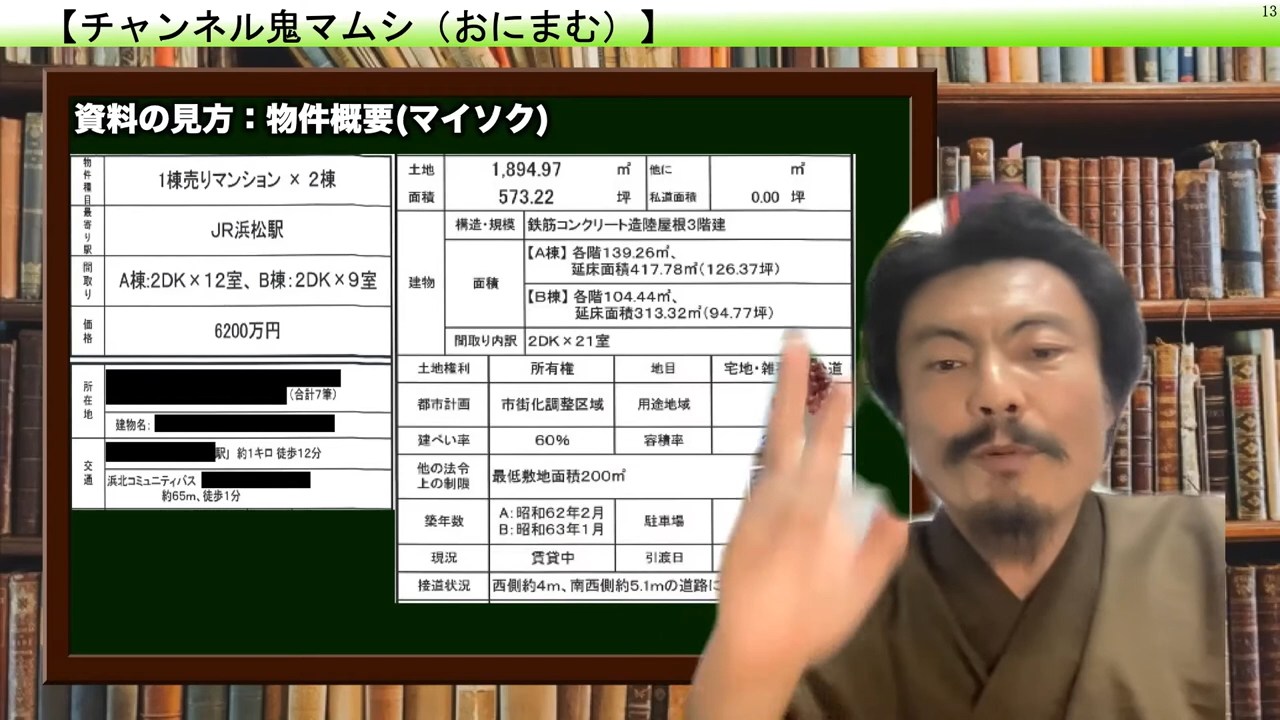 【チャンネル鬼マムシ（おにまむ）】
13
資料の見方：物件概要(マイソク)
物件種目 1棟売りマンション × 2棟
最寄り駅 JR浜松駅
間取り A棟:2DK×12室、B棟:2DK×9室
価格 6200万円
所在地 （合計7筆）
建物名:
交通 駅」 約1キロ 徒歩12分
浜北コミュニティバス
約65m、徒歩1分
土地 1,894.97 ㎡ 他に ㎡
面積 573.22 坪 私道面積 0.00 坪
建物 構造・規模 鉄筋コンクリート造陸屋根3階建
面積 【A棟】各階139.26㎡、
延床面積417.78㎡(126.37坪)
【B棟】各階104.44㎡、
延床面積313.32㎡(94.77坪)
間取り内訳 2DK×21室
土地権利 所有権 地目 宅地・雑 道
都市計画 市街化調整区域 用途地域
建ぺい率 60% 容積率
他の法令上の制限 最低敷地面積200㎡
築年数 A:昭和62年2月
B:昭和63年1月 駐車場
現況 賃貸中 引渡日
接道状況 西側約4m、南西側約5.1mの道路に